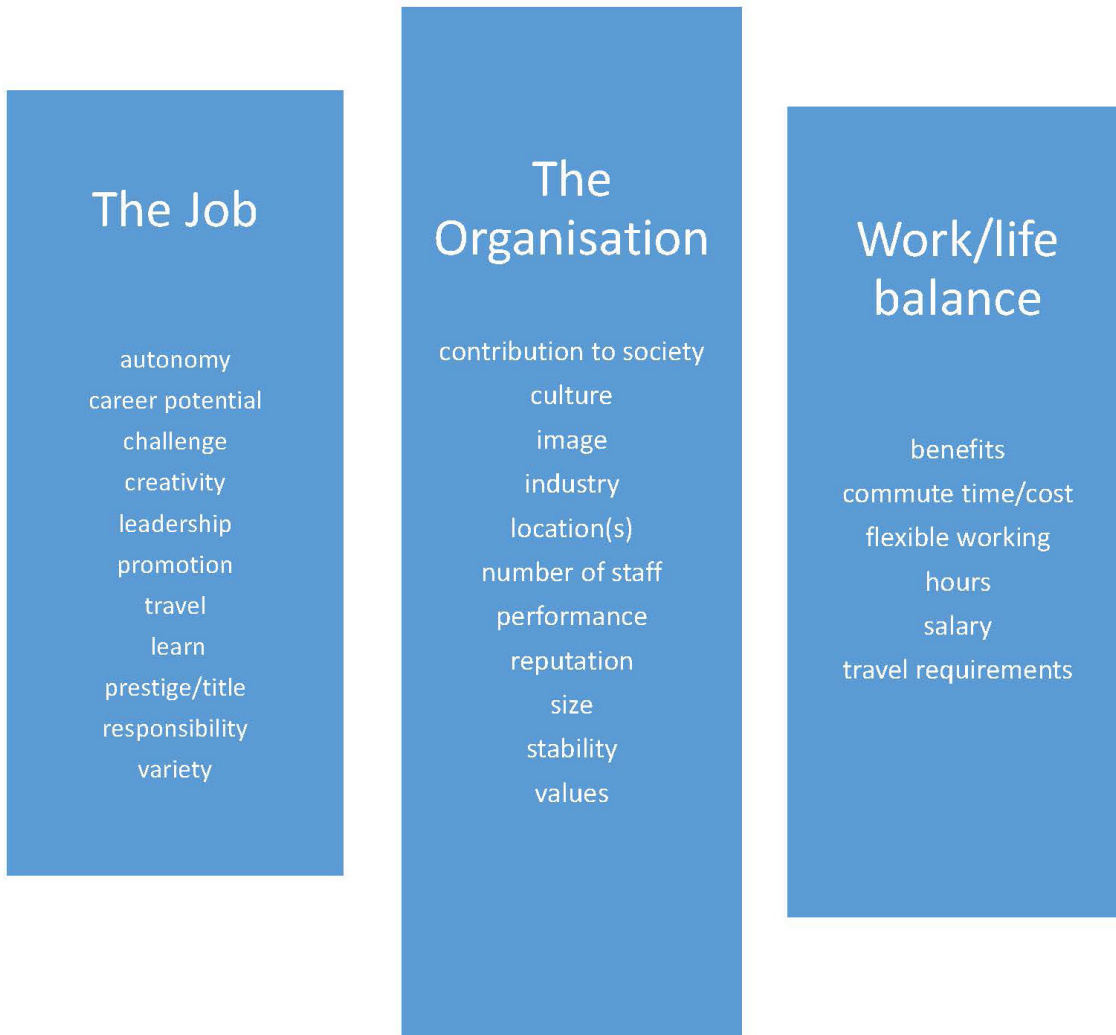 The Job
autonomy
career potential
challenge
creativity
leadership
promotion
travel
learn
prestige/title
responsibility
variety
The
Organisation
contribution to society
culture
image
industry
location(s)
number of staff
performance
reputation
size
stability
values
Work/life
balance
benefits
commute time/cost
flexible working
hours
salary
travel requirements